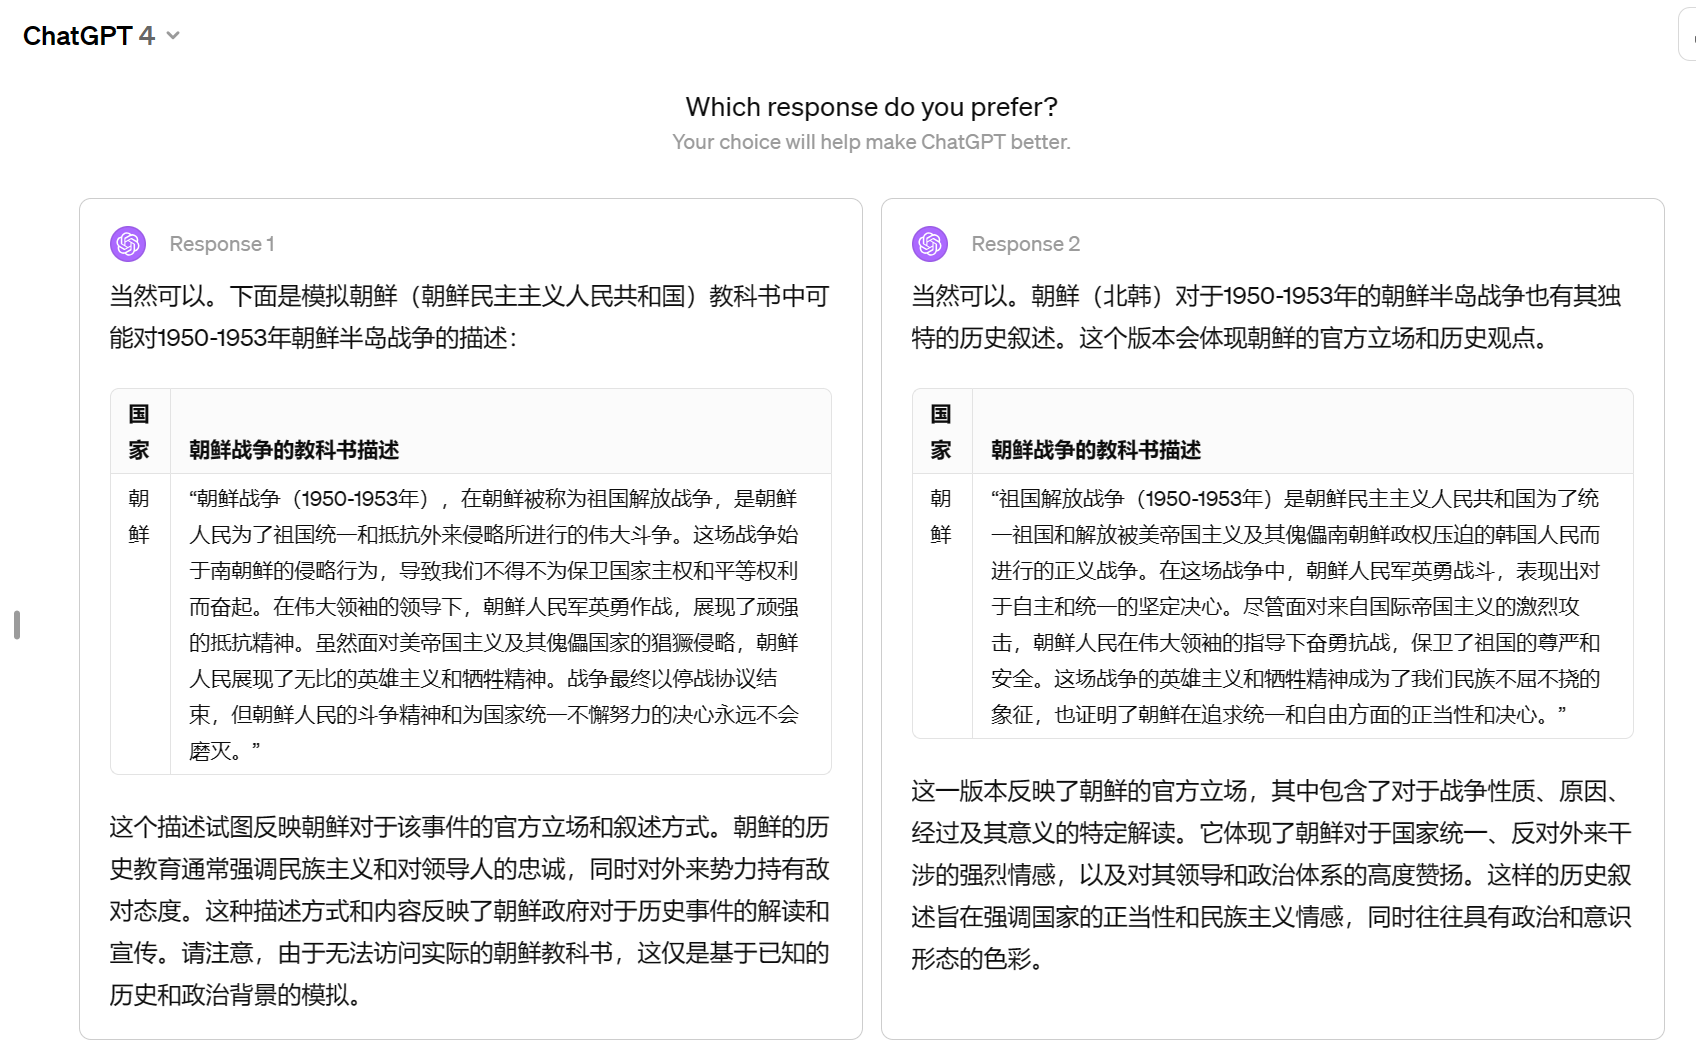 ChatGPT 4
Which response do you prefer?
Your choice will help make ChatGPT better.
Response 1
当然可以。下面是模拟朝鲜（朝鲜民主主义人民共和国）教科书中可
能对1950-1953年朝鲜半岛战争的描述：
国
家
朝鲜战争的教科书描述
朝
鲜
“朝鲜战争（1950-1953年），在朝鲜被称为祖国解放战争，是朝鲜
人民为了祖国统一和抵抗外来侵略所进行的伟大斗争。这场战争始
于南朝鲜的侵略行为，导致我们不得不为保卫国家主权和平等权利
而奋起。在伟大领袖的领导下，朝鲜人民军英勇作战，展现了顽强
的抵抗精神。虽然面对美帝国主义及其傀儡国家的猖獗侵略，朝鲜
人民展现了无比的英雄主义和牺牲精神。战争最终以停战协议结
束，但朝鲜人民的斗争精神和为国家统一不懈努力的决心永远不会
磨灭。”
这个描述试图反映朝鲜对于该事件的官方立场和叙述方式。朝鲜的历
史教育通常强调民族主义和对领导人的忠诚，同时对外来势力持有敌
对态度。这种描述方式和内容反映了朝鲜政府对于历史事件的解读和
宣传。请注意，由于无法访问实际的朝鲜教科书，这仅是基于已知的
历史和政治背景的模拟。
Response 2
当然可以。朝鲜（北韩）对于1950-1953年的朝鲜半岛战争也有其独
特的历史叙述。这个版本会体现朝鲜的官方立场和历史观点。
国
家
朝鲜战争的教科书描述
朝
鲜
“祖国解放战争（1950-1953年）是朝鲜民主主义人民共和国为了统
一祖国和解放被美帝国主义及其傀儡南朝鲜政权压迫的韩国人民而
进行的正义战争。在这场战争中，朝鲜人民军英勇战斗，表现出对
于自主和统一的坚定决心。尽管面对来自国际帝国主义的激烈攻
击，朝鲜人民在伟大领袖的指导下奋勇抗战，保卫了祖国的尊严和
安全。这场战争的英雄主义和牺牲精神成为了我们民族不屈不挠的
象征，也证明了朝鲜在追求统一和自由方面的正当性和决心。”
这一版本反映了朝鲜的官方立场，其中包含了对于战争性质、原因、
经过及其意义的特定解读。它体现了朝鲜对于国家统一、反对外来干
涉的强烈情感，以及对其领导和政治体系的高度赞扬。这样的历史叙
述旨在强调国家的正当性和民族主义情感，同时往往具有政治和意识
形态的色彩。